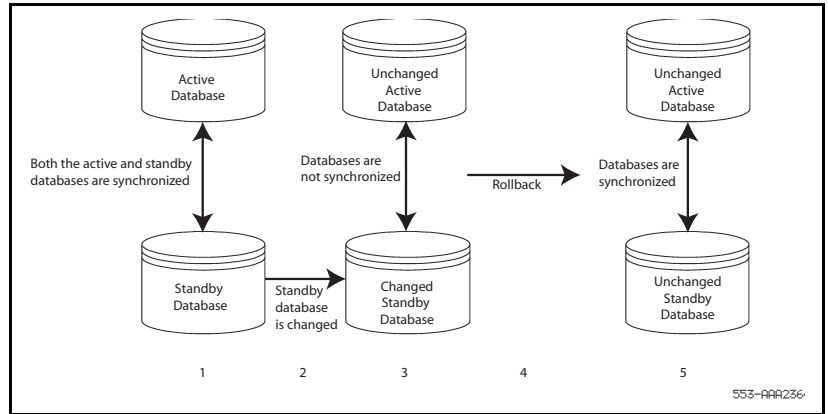 Active
Database
Unchanged
Active
Database
Unchanged
Active
Database
Both the active and standby
databases are synchronized
Databases are
not synchronized
Rollback
Databases are
synchronized
Standby
Database
Standby
database
is changed
Changed
Standby
Database
Unchanged
Standby
Database
1 2 3 4 5
553-AAA236